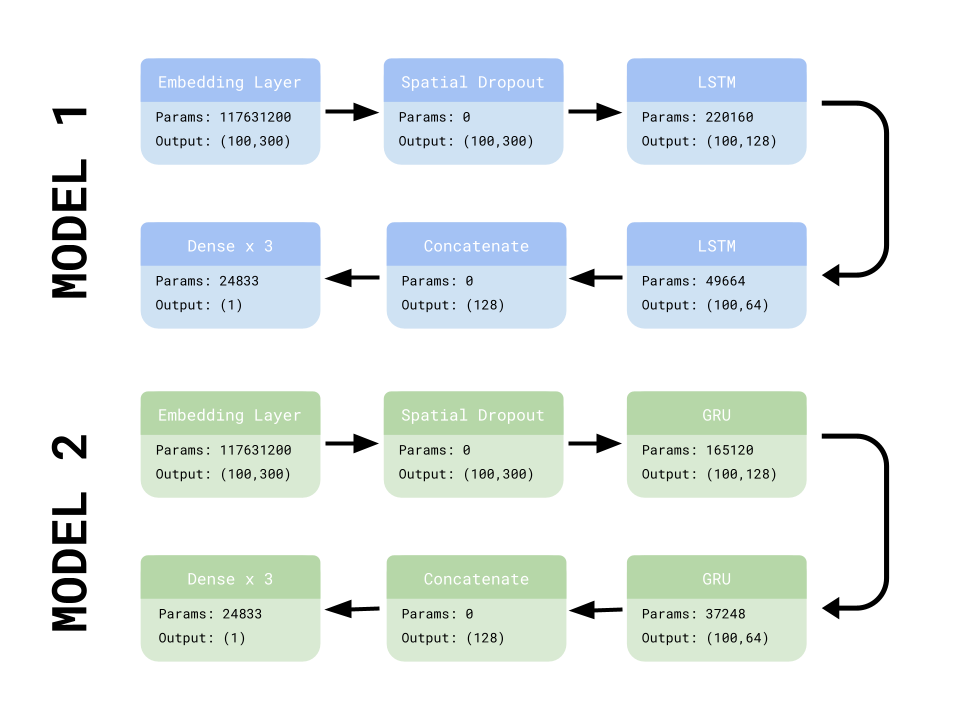 MODEL 1
Embedding Layer
Params: 117631200
Output: (100,300)
Spatial Dropout
Params: 0
Output: (100,300)
LSTM
Params: 220160
Output: (100,128)
LSTM
Params: 49664
Output: (100,64)
Concatenate
Params: 0
Output: (128)
Dense x 3
Params: 24833
Output: (1)
MODEL 2
Embedding Layer
Params: 117631200
Output: (100,300)
Spatial Dropout
Params: 0
Output: (100,300)
GRU
Params: 165120
Output: (100,128)
GRU
Params: 37248
Output: (100,64)
Concatenate
Params: 0
Output: (128)
Dense x 3
Params: 24833
Output: (1)